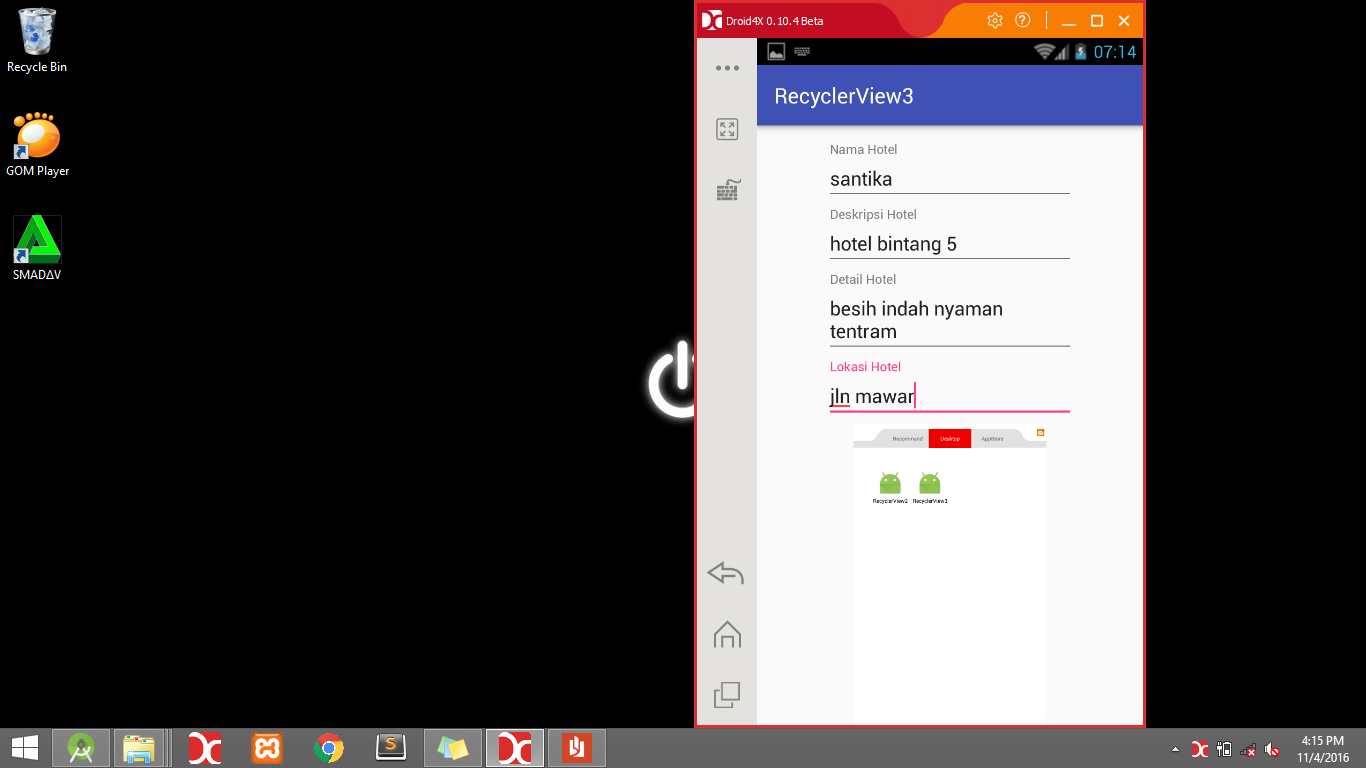 Recycle Bin
GOM Player
SMADΔV
Droid4X 0.10.4 Beta
07:14
RecyclerView3
Nama Hotel
santika
Deskripsi Hotel
hotel bintang 5
Detail Hotel
besih indah nyaman
tentram
Lokasi Hotel
jln mawar
Recommand Desktop AppStore
RecyclerView2 RecyclerView3
4:15 PM
11/4/2016